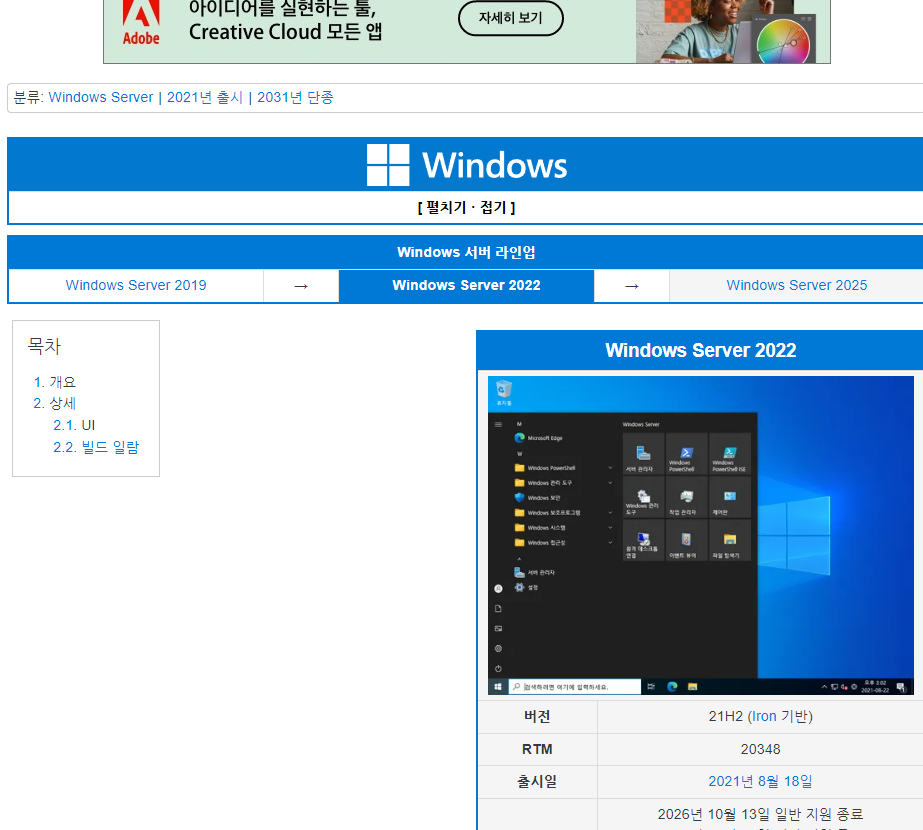 아이디어를 실현하는 툴,
Creative Cloud 모든 앱
자세히 보기
Adobe
분류: Windows Server | 2021년 출시 | 2031년 단종
Windows
[ 펼치기 · 접기 ]
Windows 서버 라인업
Windows Server 2019 → Windows Server 2022 → Windows Server 2025
목차
1. 개요
2. 상세
2.1. UI
2.2. 빌드 일람
Windows Server 2022
휴지통
M
Windows Server
Microsoft Edge
W
Windows PowerShell
Windows 관리 도구
Windows 보안
Windows 보조프로그램
Windows 시스템
Windows 접근성
서버 관리자
설정
서버 관리자
Windows PowerShell
Windows PowerShell ISE
Windows 관리 도구
작업 관리자
제어판
원격 데스크톱 연결
이벤트 뷰어
파일 탐색기
검색하려면 여기에 입력하세요.
오후 3:02
2021-08-22
버전 21H2 (Iron 기반)
RTM 20348
출시일 2021년 8월 18일
2026년 10월 13일 일반 지원 종료